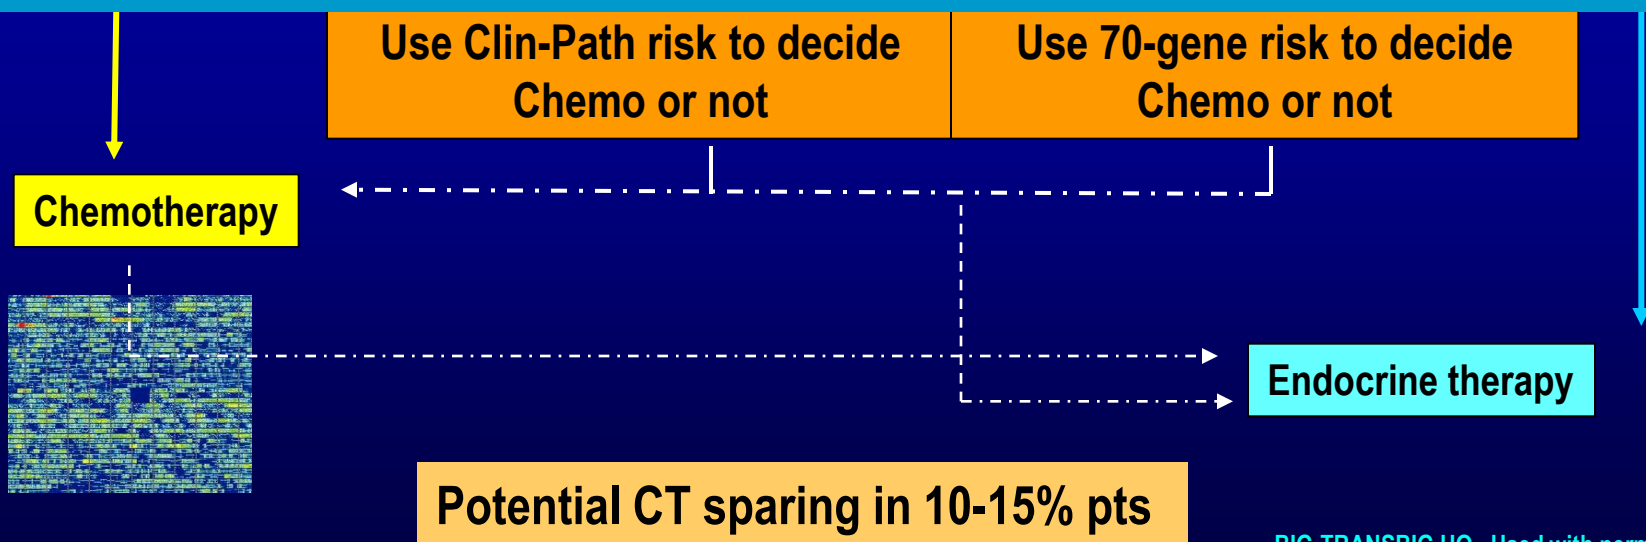 Use Clin-Path risk to decide
Chemo or not
Use 70-gene risk to decide
Chemo or not
Chemotherapy
Endocrine therapy
Potential CT sparing in 10-15% pts